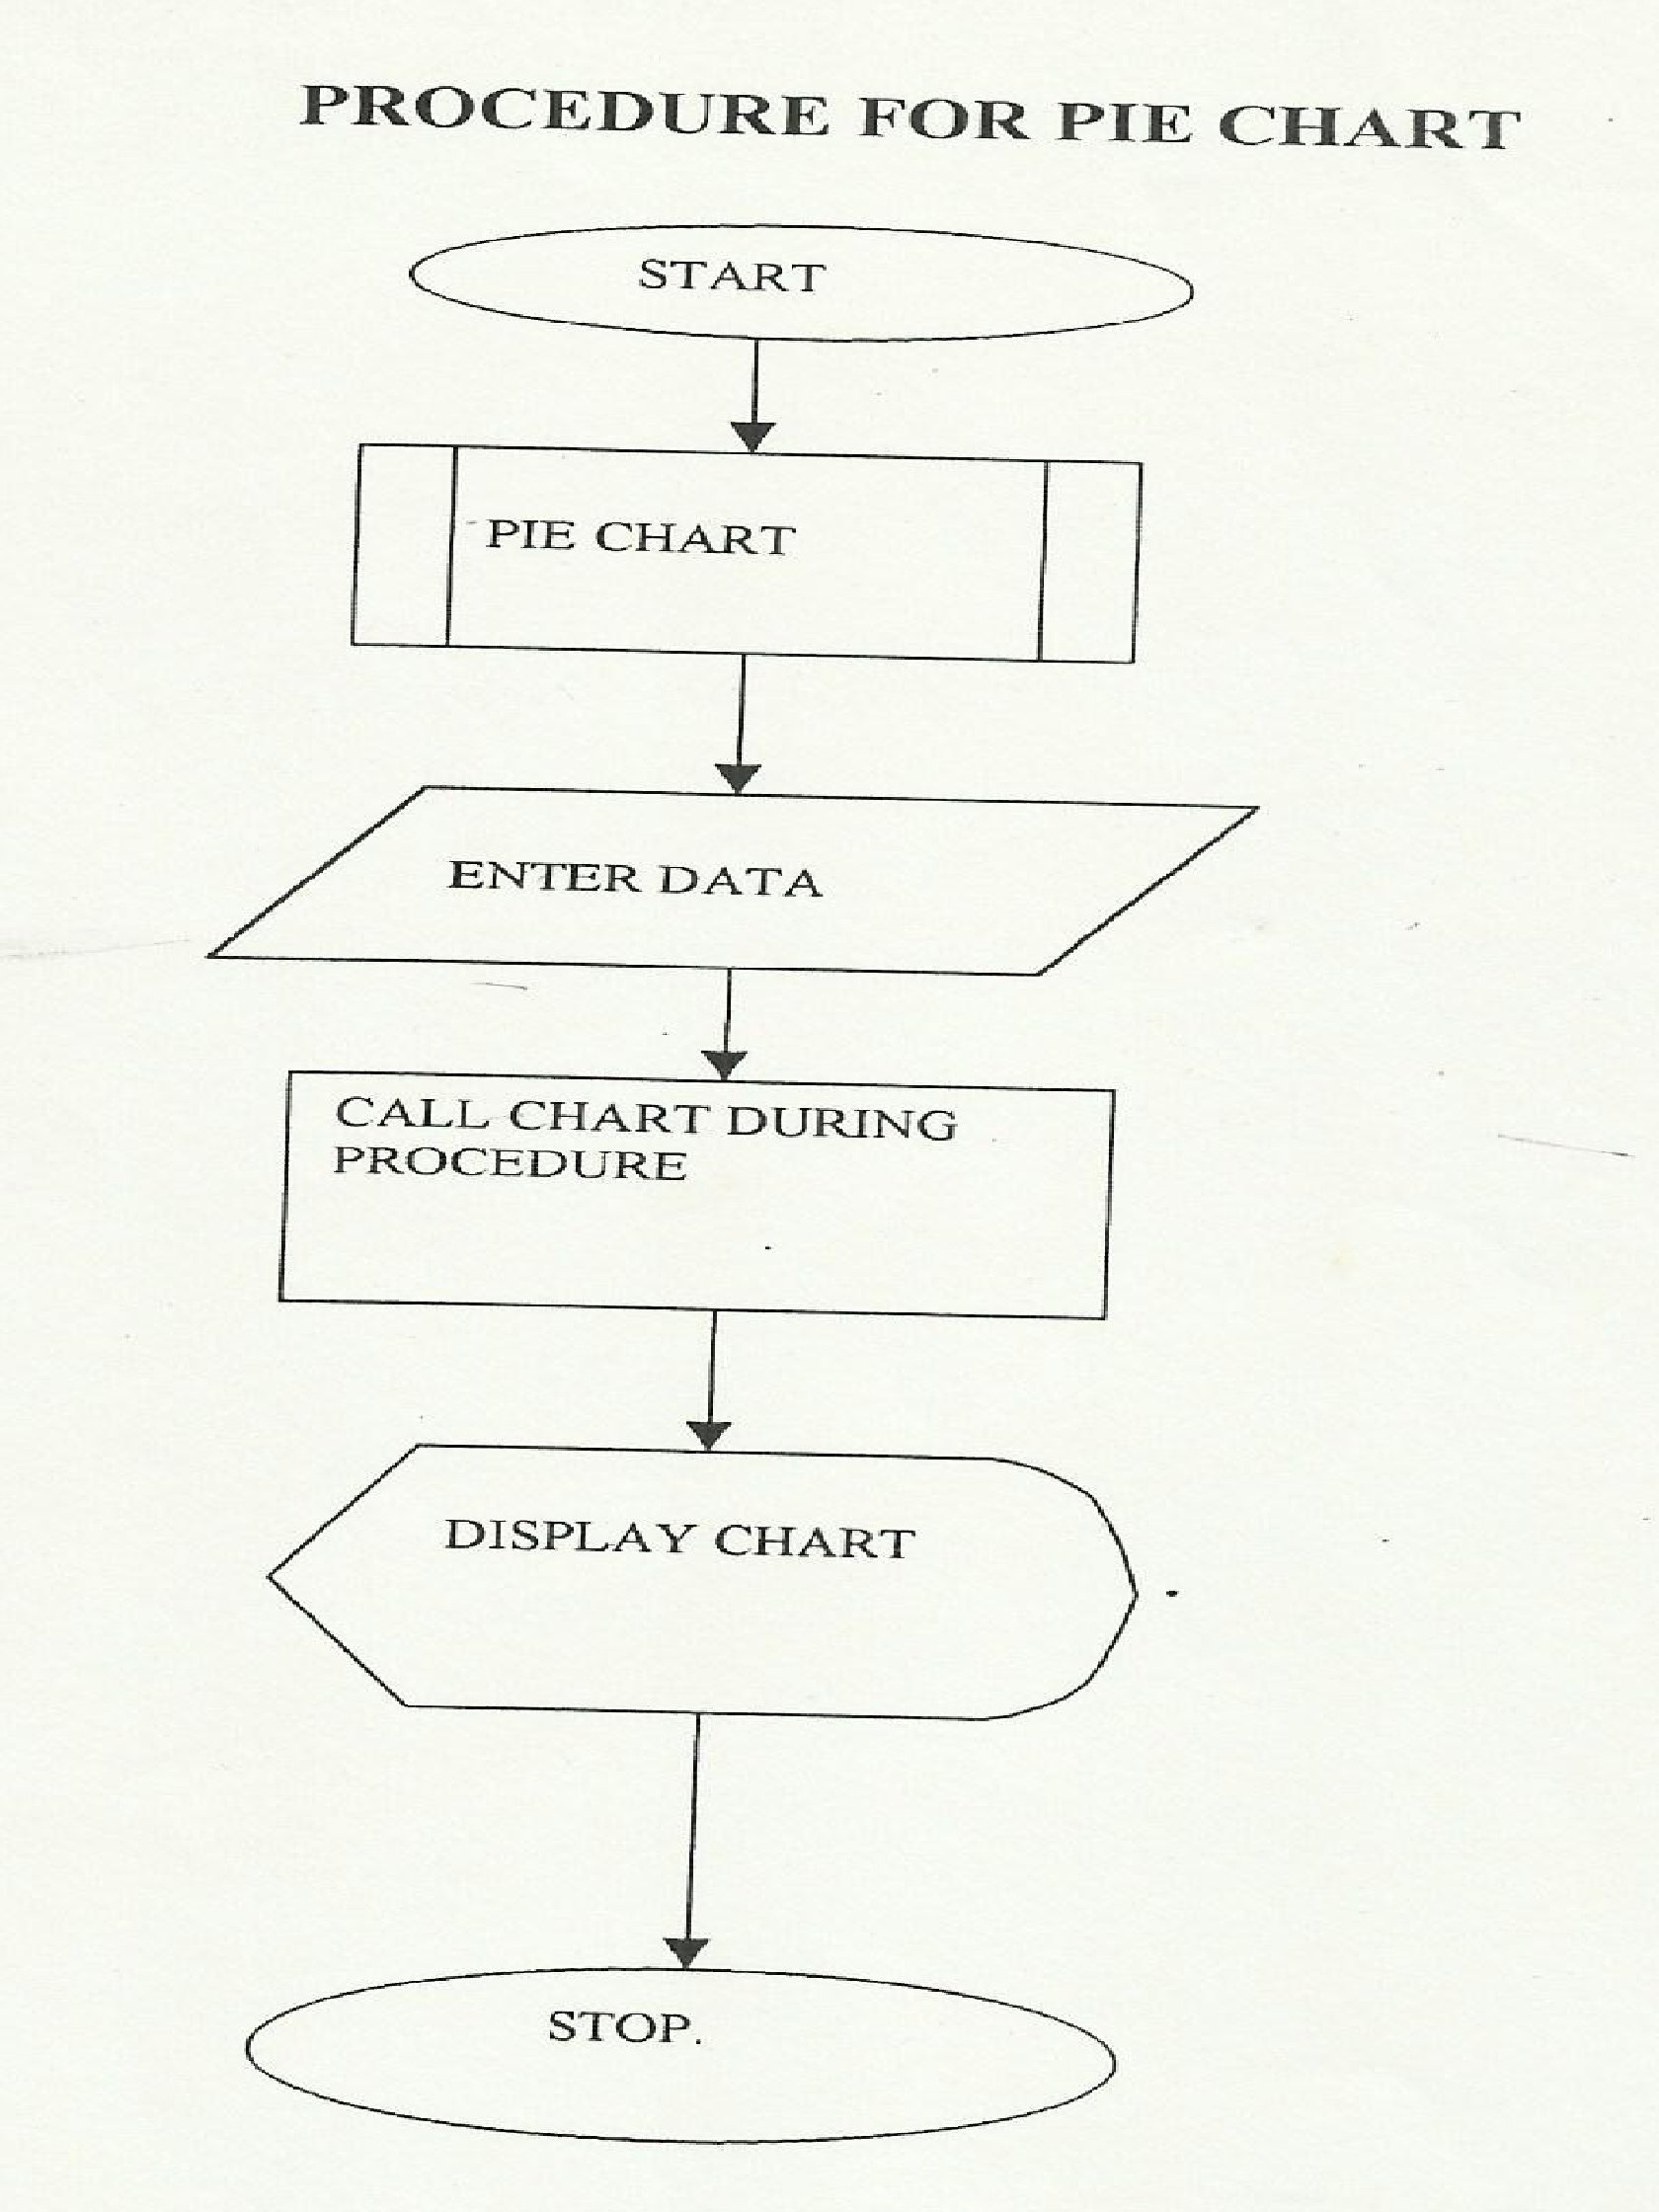 PROCEDURE FOR PIE CHART
START
PIE CHART
ENTER DATA
CALL CHART DURING
PROCEDURE
DISPLAY CHART
STOP.